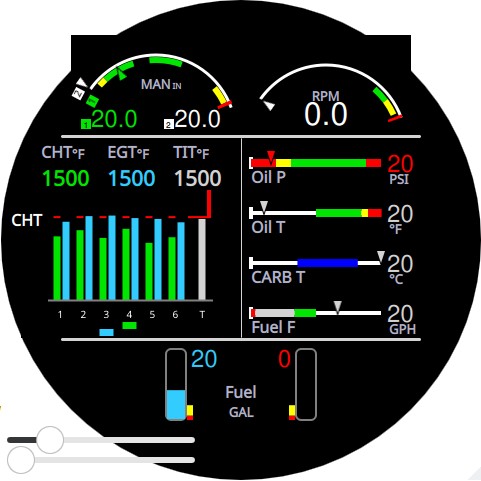 MAN IN
RPM
0.0
2
1
1 20.0
2 20.0
CHT°F EGT°F TIT°F
1500 1500 1500
CHT
1 2 3 4 5 6 T
20
Oil P PSI
20
Oil T °F
20
CARB T °C
20
Fuel F GPH
20 0
Fuel
GAL